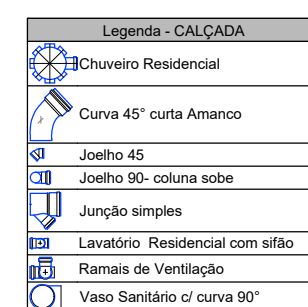 Legenda - CALÇADA
Chuveiro Residencial
Curva 45° curta Amanco
Joelho 45
Joelho 90- coluna sobe
Junção simples
Lavatório Residencial com sifão
Ramais de Ventilação
Vaso Sanitário c/ curva 90°